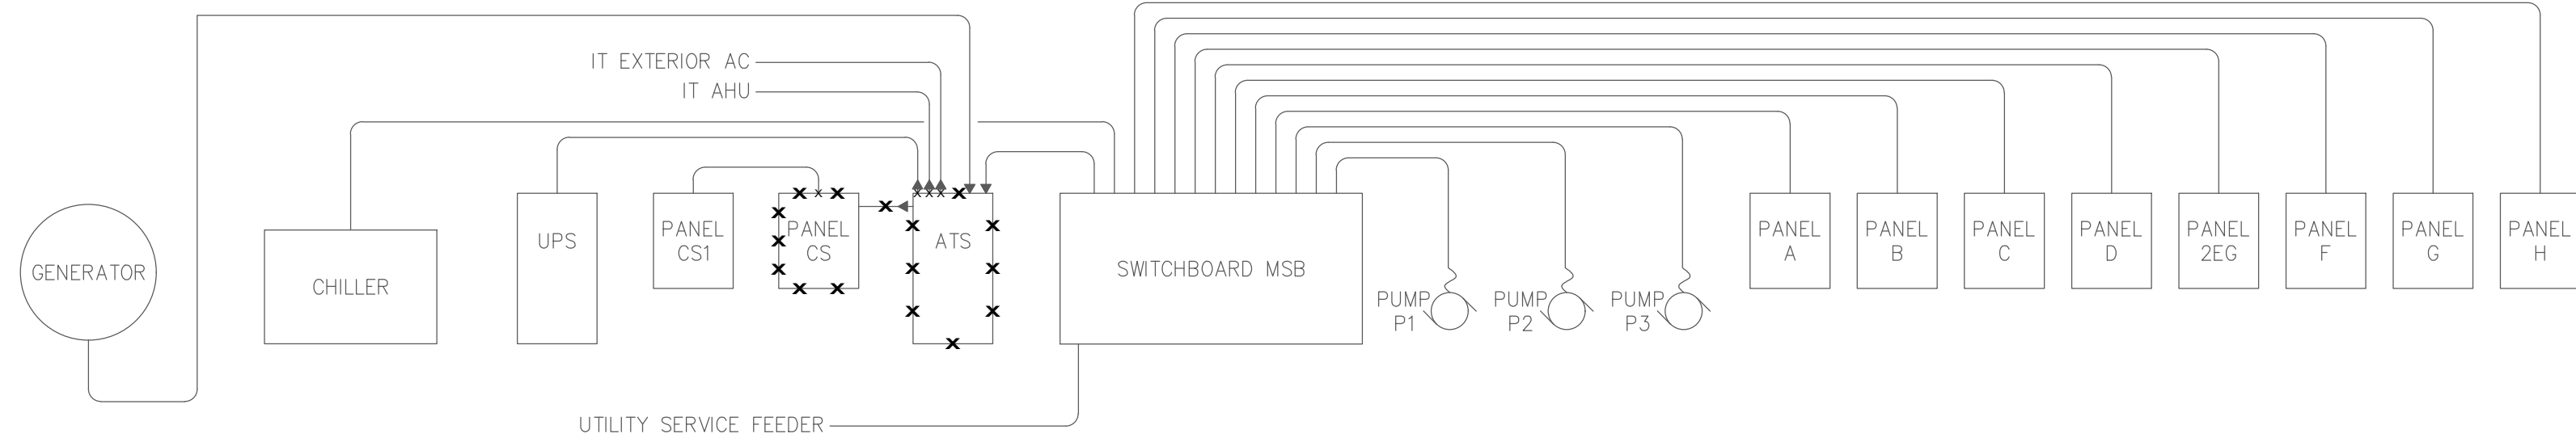 IT EXTERIOR AC
IT AHU
GENERATOR
CHILLER
UPS
PANEL
CS1
PANEL
CS
ATS
SWITCHBOARD MSB
PUMP
P1
PUMP
P2
PUMP
P3
PANEL
A
PANEL
B
PANEL
C
PANEL
D
PANEL
2EG
PANEL
F
PANEL
G
PANEL
H
UTILITY SERVICE FEEDER